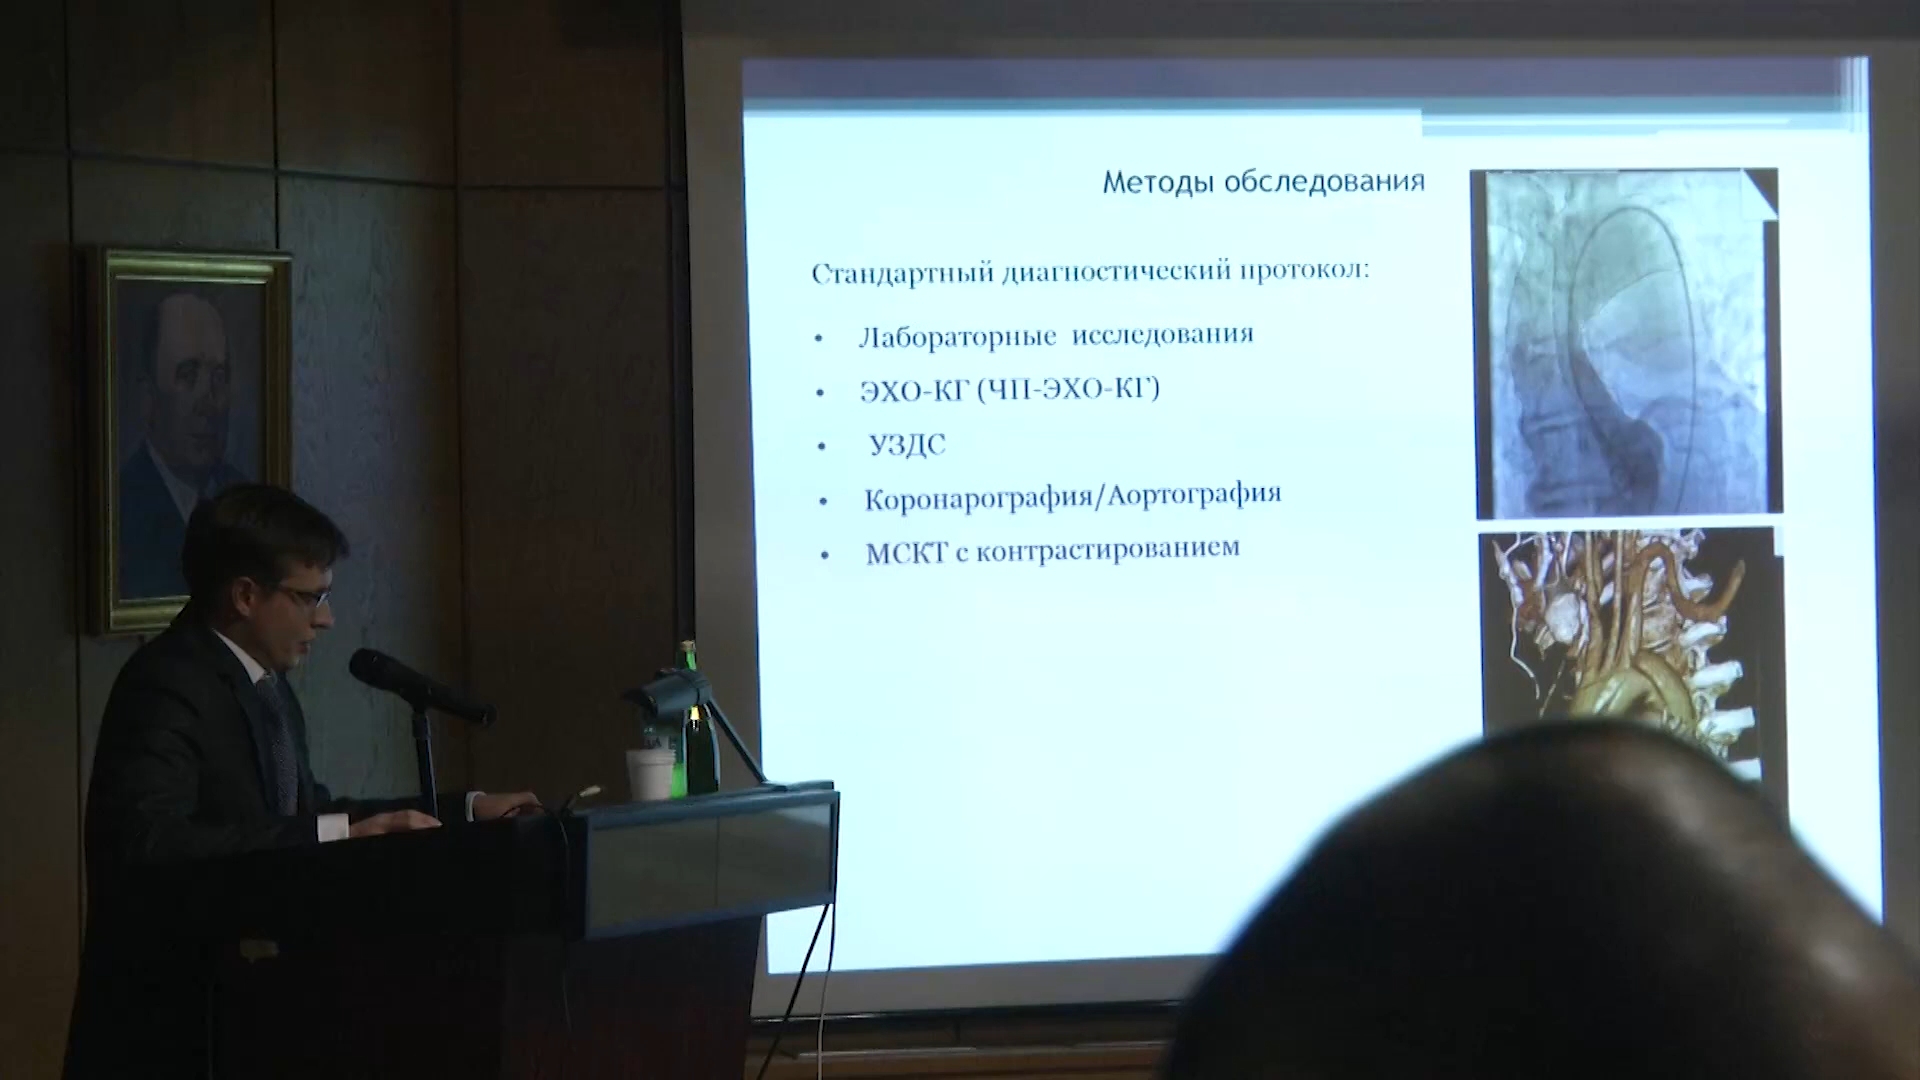 Методы обследования
Стандартный диагностический протокол:
• Лабораторные исследования
• ЭХО-КГ (ЧП-ЭХО-КГ)
• УЗДС
• Коронарография/Аортография
• МСКТ с контрастированием